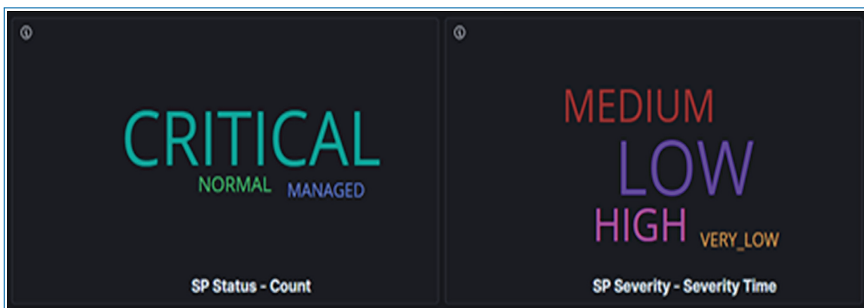 CRITICAL
NORMAL MANAGED
SP Status - Count
MEDIUM
LOW
HIGH VERY_LOW
SP Severity - Severity Time